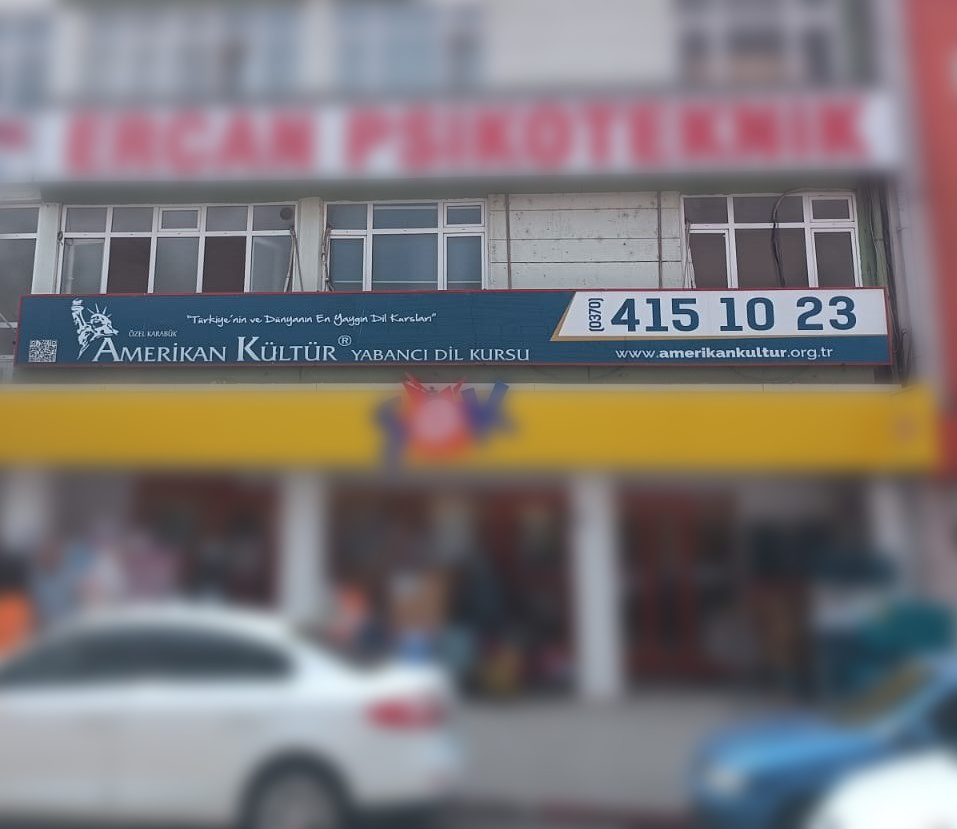 ERCAN PSİKOTEKNİK
"Türkiye'nin ve Dünyanın En Yaygın Dil Kursları"
ÖZEL KARABÜK
AMERİKAN KÜLTÜR® YABANCI DİL KURSU
(0370) 415 10 23
www.amerikankultur.org.tr
ŞOK